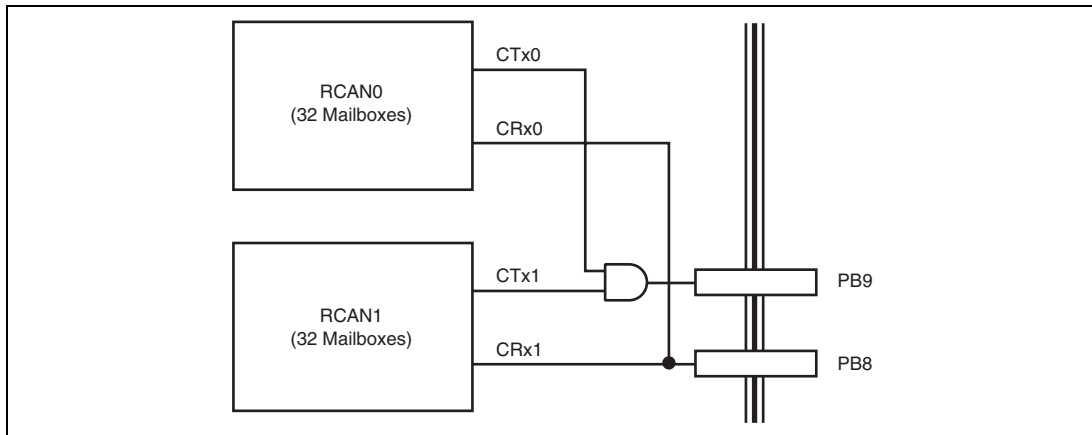 CTx0
RCAN0
(32 Mailboxes)
CRx0
CTx1
PB9
RCAN1
(32 Mailboxes)
CRx1
PB8